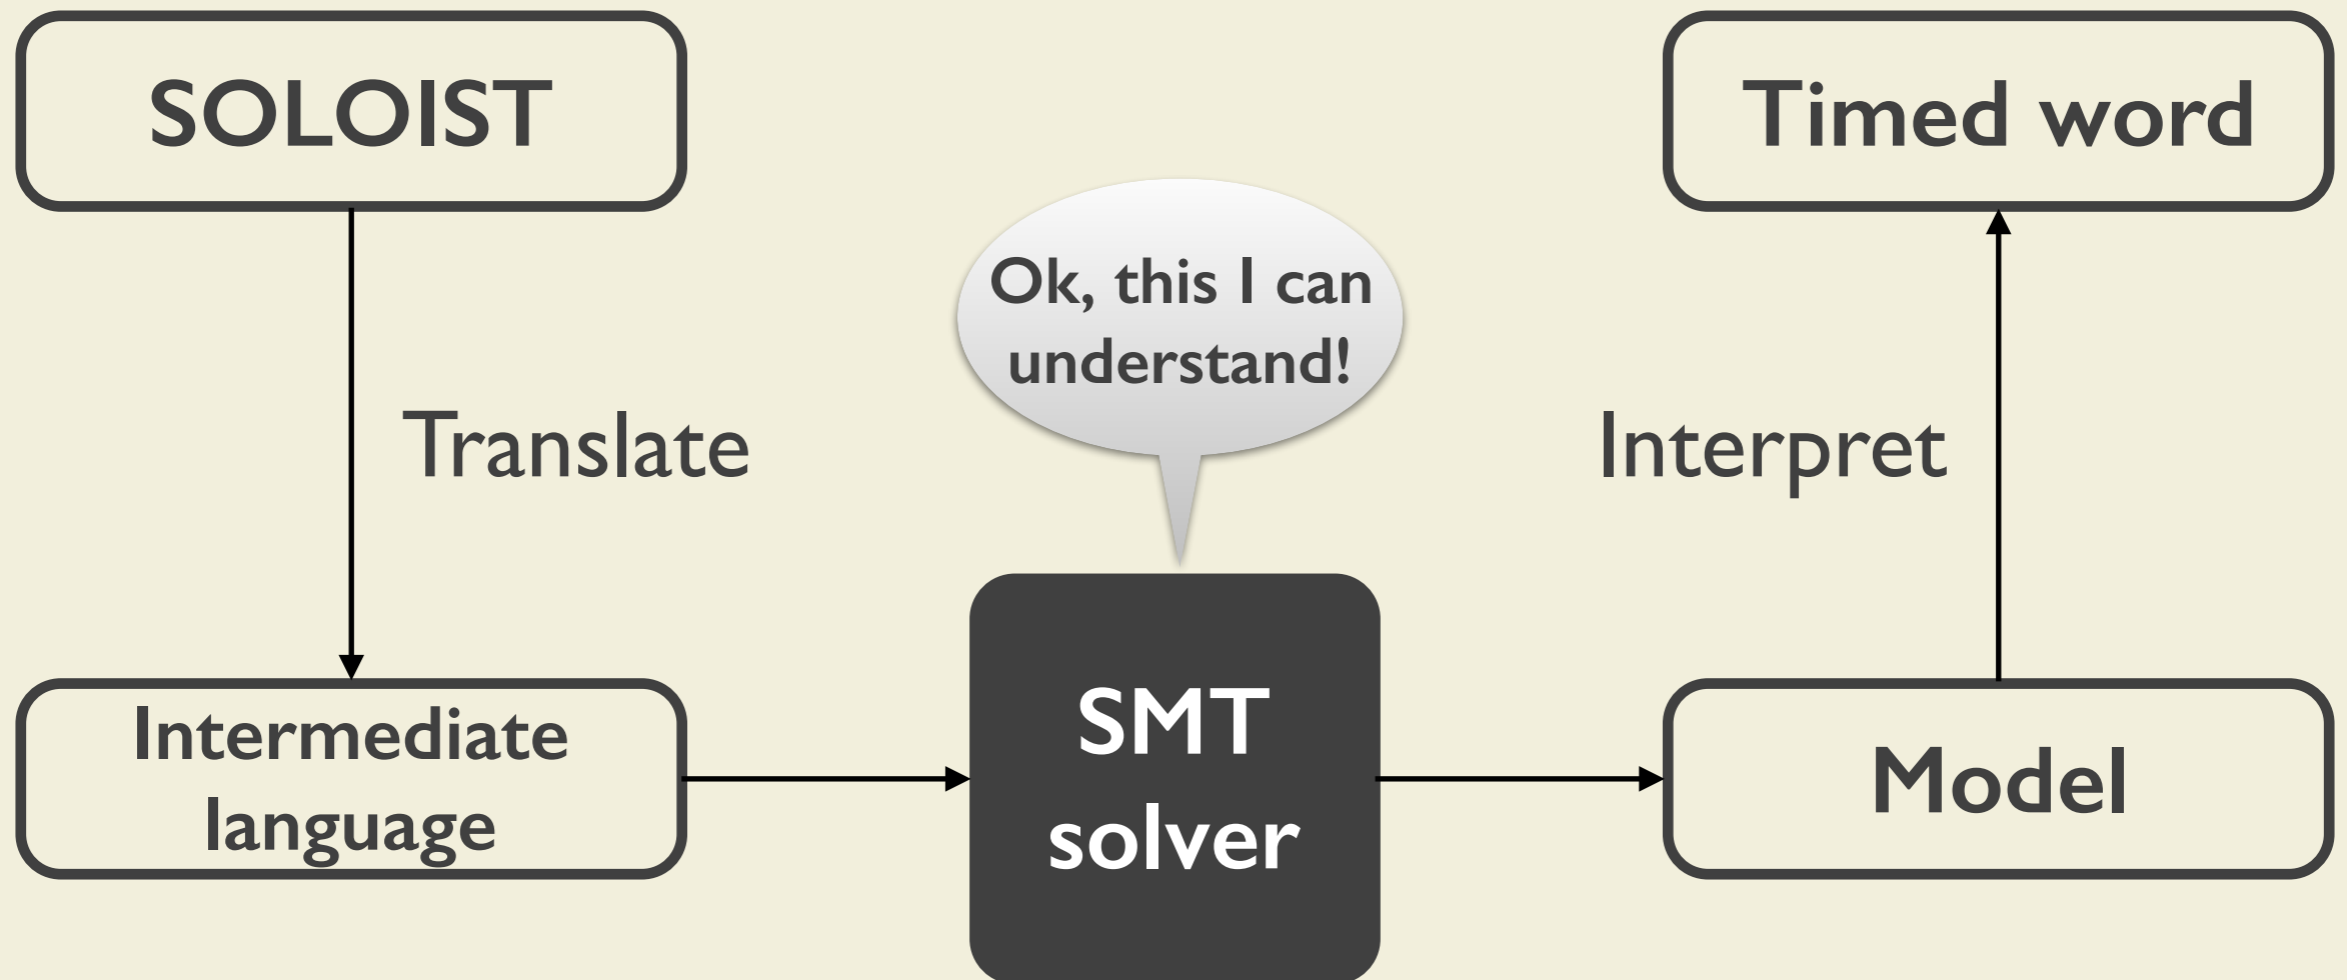 SOLOIST
Timed word
Ok, this I can
understand!
Translate
Interpret
Intermediate
language
SMT
solver
Model